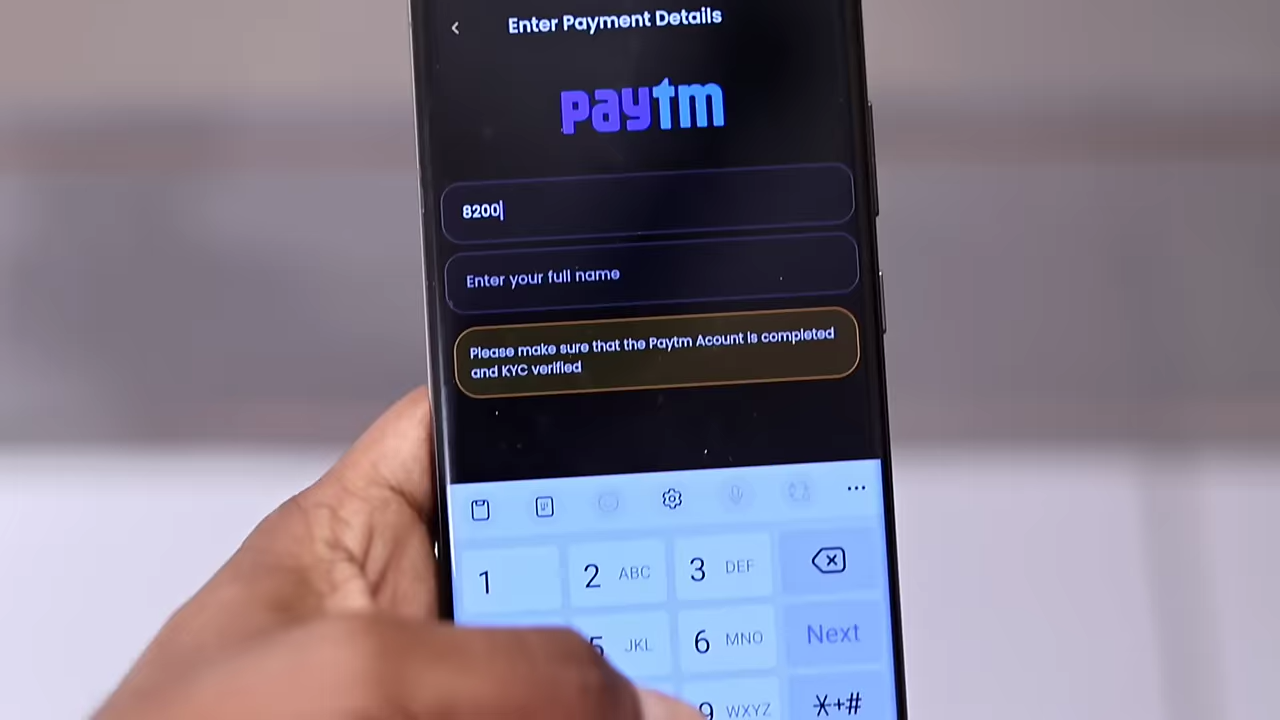 Enter Payment Details
paytm
8200
Enter your full name
Please make sure that the Paytm Acount is completed
and KYC verified
1
2 ABC
3 DEF
5 JKL
6 MNO
Next
9 WXYZ
*+#